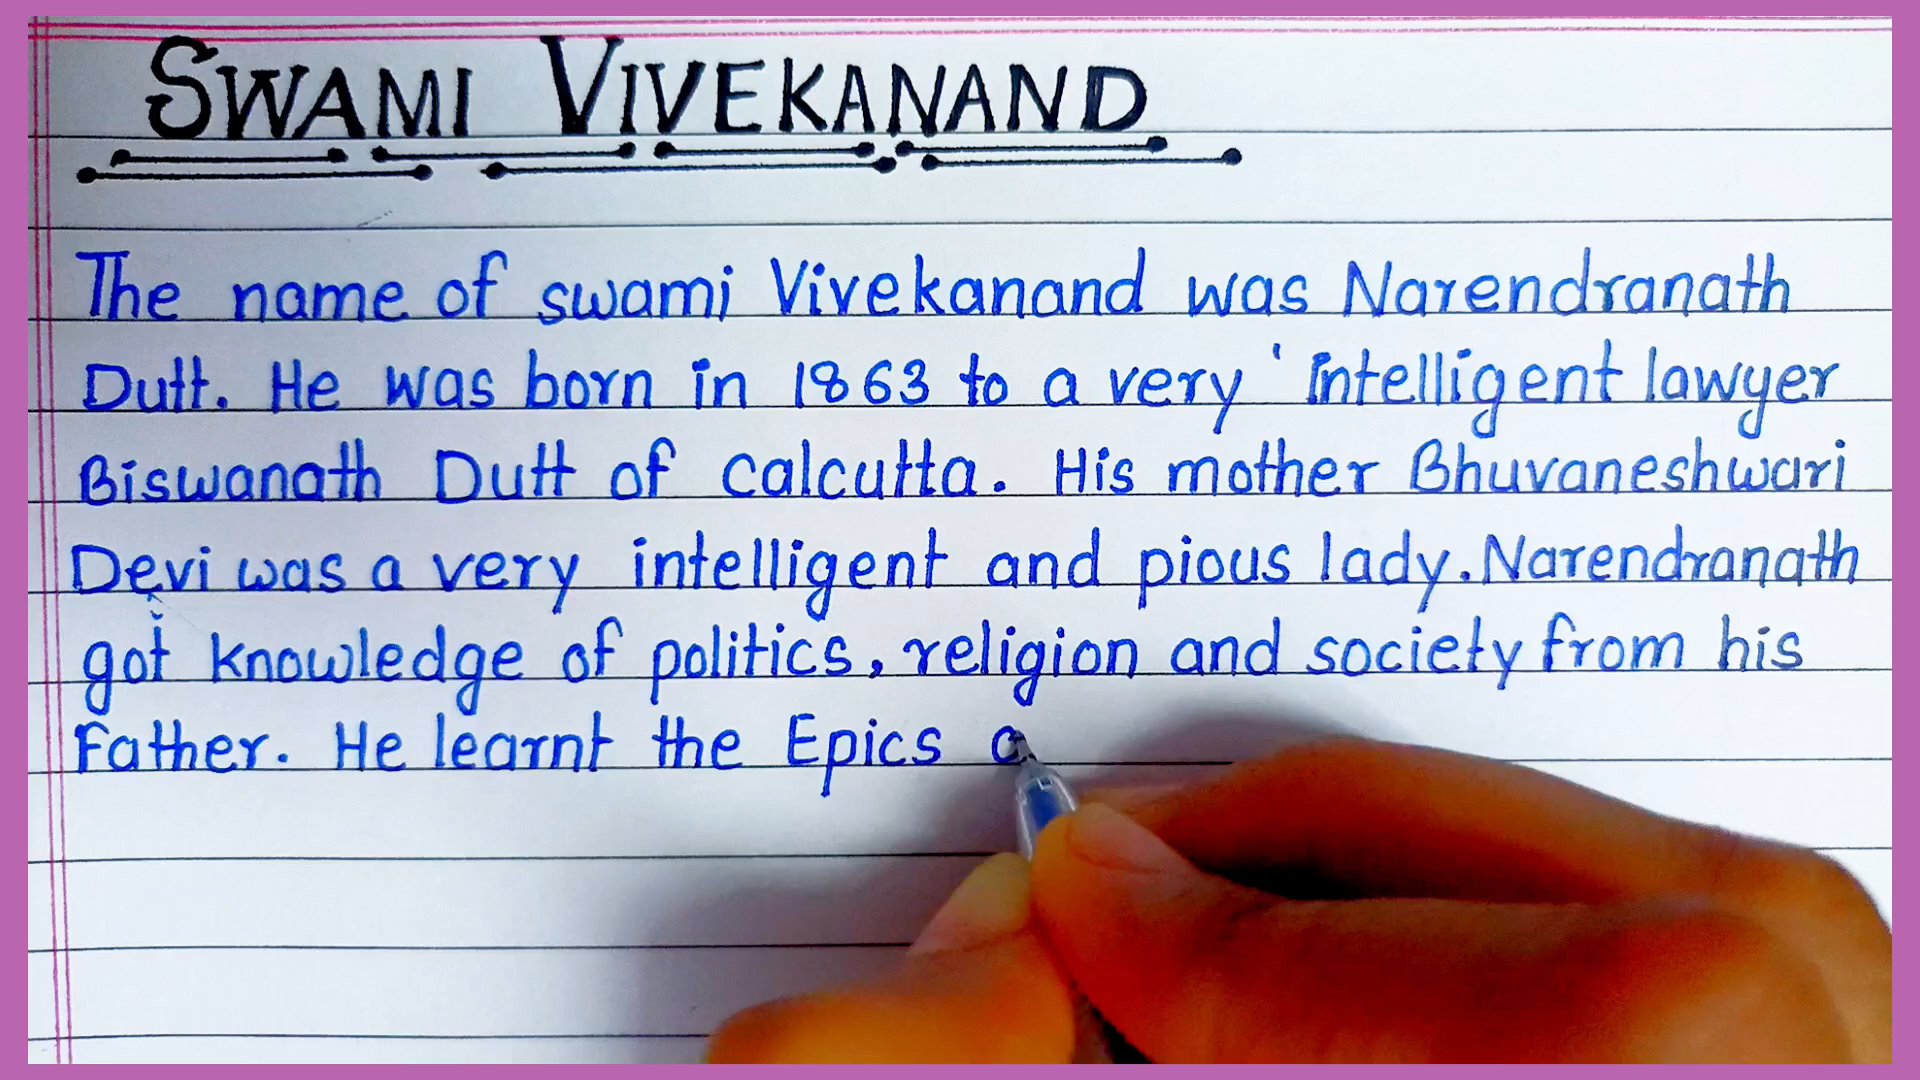 SWAMI VIVEKANAND
The name of swami Vivekanand was Narendranath
Dutt. He was born in 1863 to a very intelligent lawyer
Biswanath Dutt of Calcutta. His mother Bhuvaneshwari
Devi was a very intelligent and pious lady. Narendranath
got knowledge of politics, religion and society from his
Father. He learnt the Epics